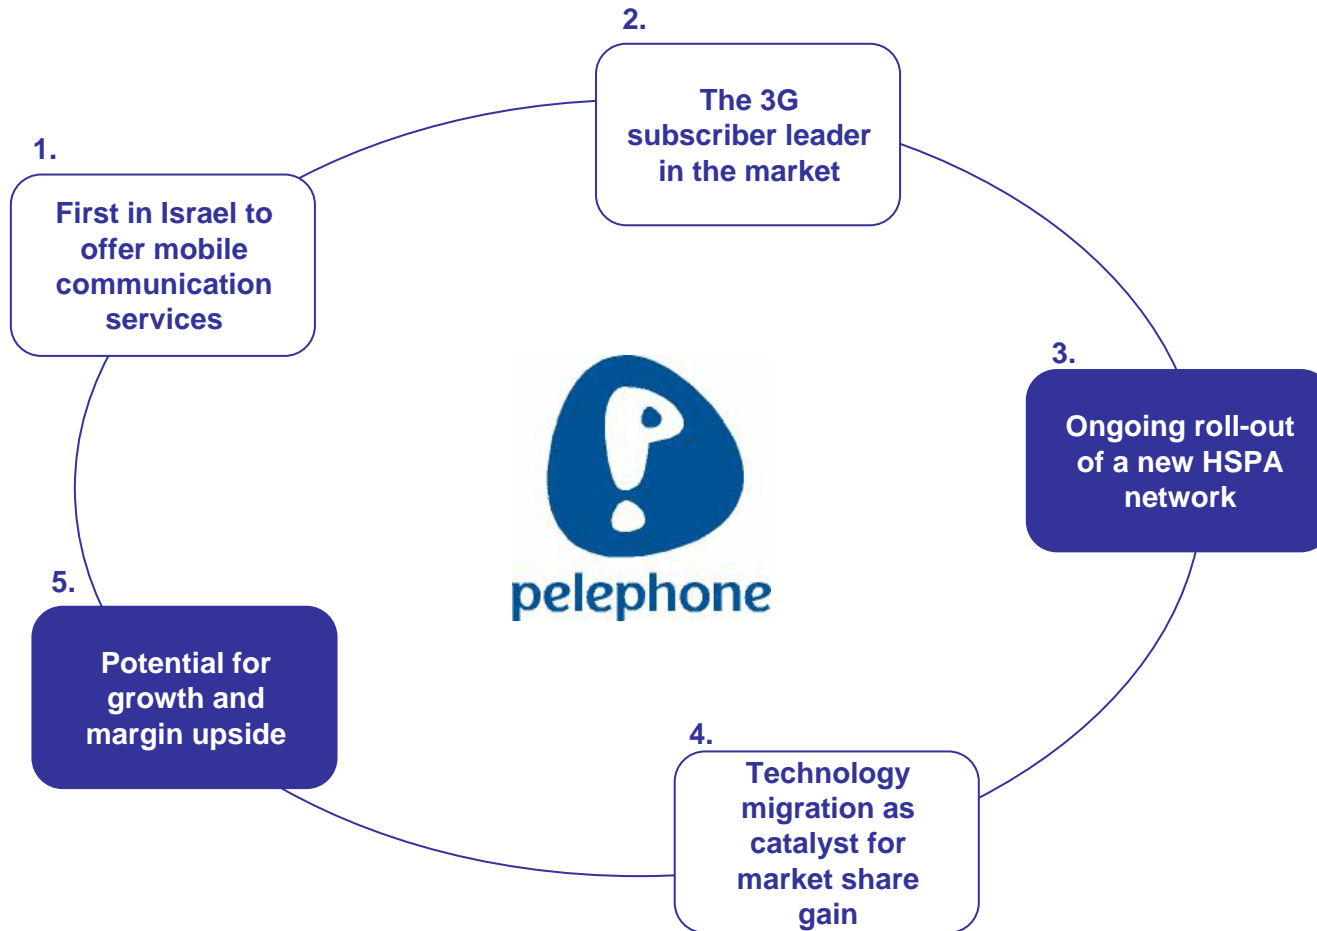 1.
First in Israel to
offer mobile
communication
services
2.
The 3G
subscriber leader
in the market
3.
Ongoing roll-out
of a new HSPA
network
4.
Technology
migration as
catalyst for
market share
gain
5.
Potential for
growth and
margin upside
pelephone